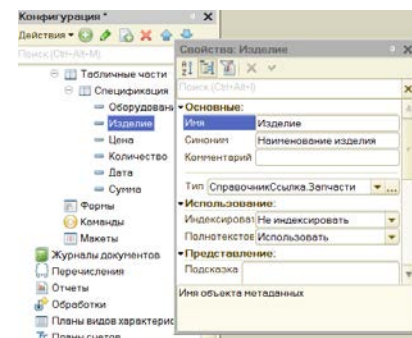 Конфигурация *
Действия
Поиск (Ctrl+Alt+M)
Табличные части
Спецификация
Оборудовани
Изделие
Цена
Количество
Дата
Сумма
Формы
Команды
Макеты
Журналы документов
Перечисления
Отчеты
Обработки
Планы видов характерис
Планы счетов
Свойства: Изделие
Поиск (Ctrl+Alt+I)
Основные:
Имя Изделие
Синоним Наименование изделия
Комментарий
Тип СправочникСсылка.Запчасти ...
Использование:
Индексироват Не индексировать
Полнотекстов Использовать
Представление:
Подсказка
Имя объекта метаданных